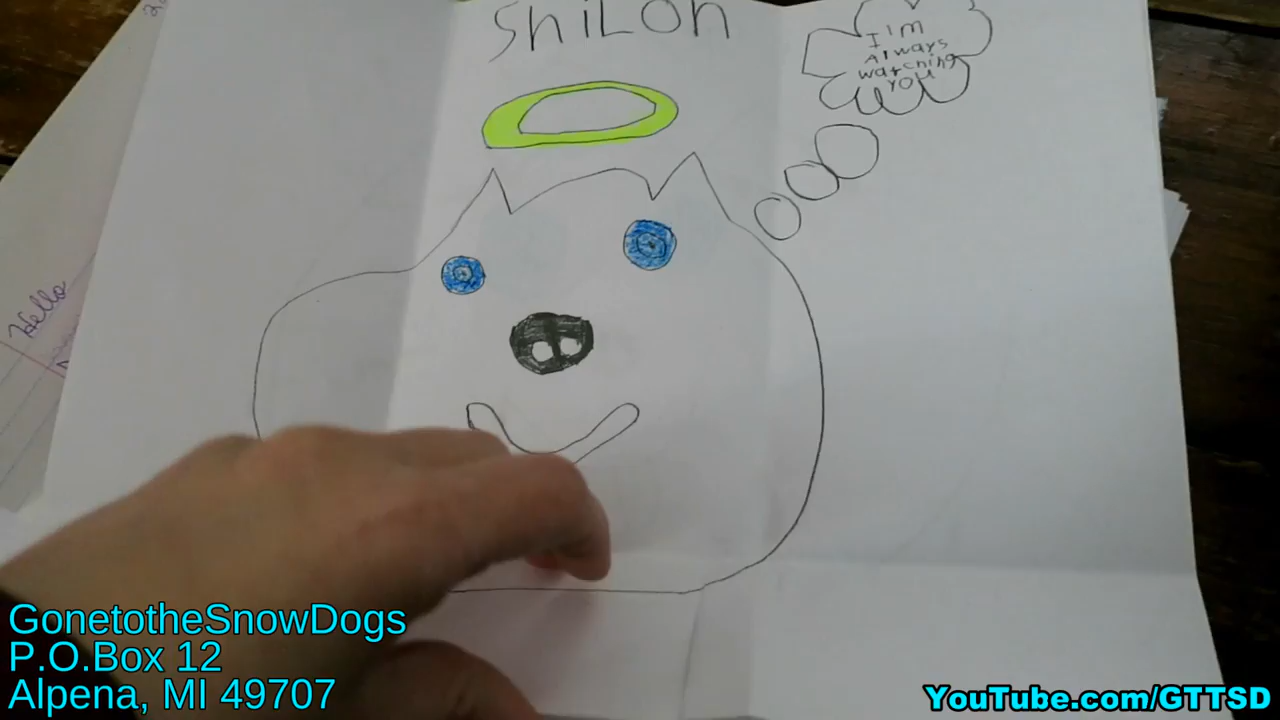 ShiLoh
I'm
Always
watching
you
Hello
GonetotheSnowDogs
P.O.Box 12
Alpena, MI 49707
YouTube.com/GTTSD